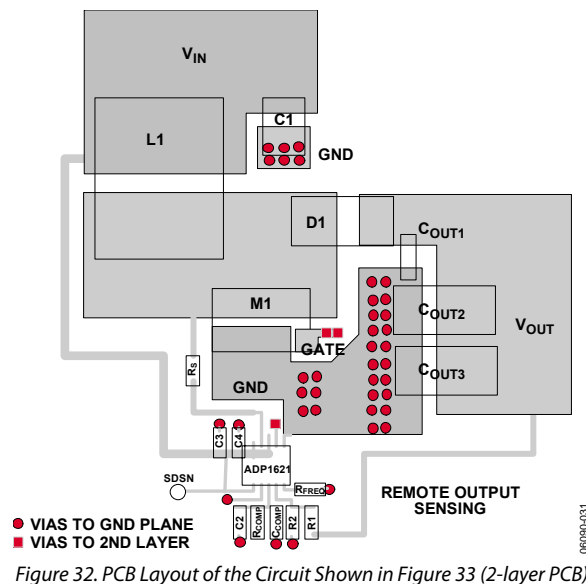 VIN
L1
C1
GND
D1
COUT1
M1
COUT2
VOUT
GATE
COUT3
RS
GND
C3
C4
ADP1621
SDSN
RFREQ
REMOTE OUTPUT
SENSING
C2
RCOMP
CCOMP
R2
R1
VIAS TO GND PLANE
VIAS TO 2ND LAYER
06090-031
Figure 32. PCB Layout of the Circuit Shown in Figure 33 (2-layer PCB)